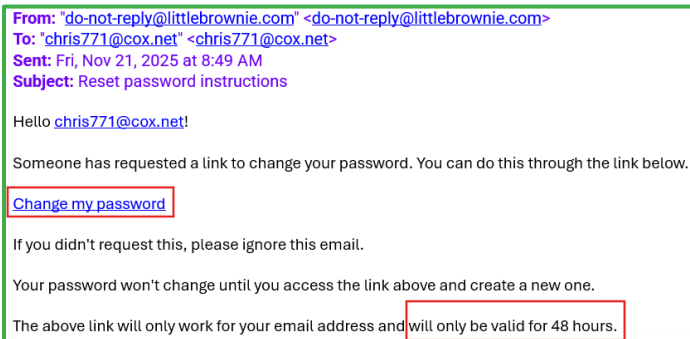 From: "do-not-reply@littlebrownie.com" <do-not-reply@littlebrownie.com>
To: "chris771@cox.net" <chris771@cox.net>
Sent: Fri, Nov 21, 2025 at 8:49 AM
Subject: Reset password instructions
Hello chris771@cox.net!
Someone has requested a link to change your password. You can do this through the link below.
Change my password
If you didn't request this, please ignore this email.
Your password won't change until you access the link above and create a new one.
The above link will only work for your email address and will only be valid for 48 hours.